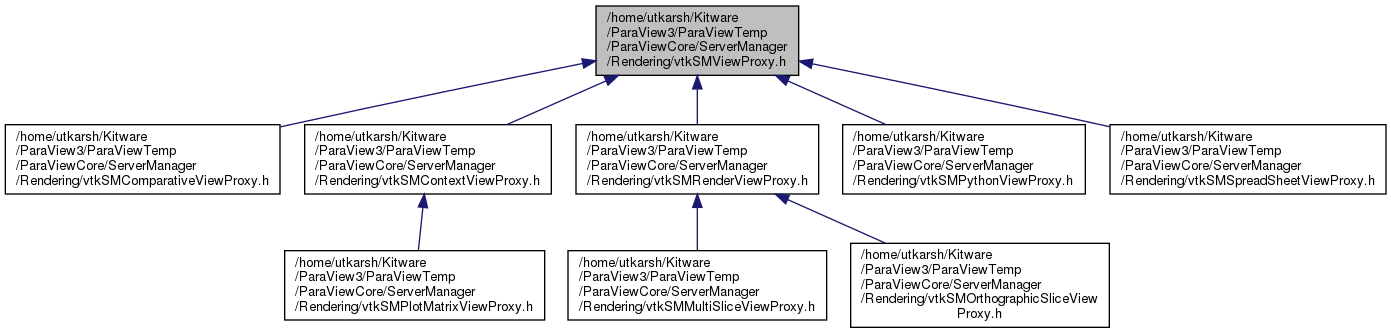 /home/utkarsh/Kitware
/ParaView3/ParaViewTemp
/ParaViewCore/ServerManager
/Rendering/vtkSMViewProxy.h
/home/utkarsh/Kitware
/ParaView3/ParaViewTemp
/ParaViewCore/ServerManager
/Rendering/vtkSMComparativeViewProxy.h
/home/utkarsh/Kitware
/ParaView3/ParaViewTemp
/ParaViewCore/ServerManager
/Rendering/vtkSMContextViewProxy.h
/home/utkarsh/Kitware
/ParaView3/ParaViewTemp
/ParaViewCore/ServerManager
/Rendering/vtkSMRenderViewProxy.h
/home/utkarsh/Kitware
/ParaView3/ParaViewTemp
/ParaViewCore/ServerManager
/Rendering/vtkSMPythonViewProxy.h
/home/utkarsh/Kitware
/ParaView3/ParaViewTemp
/ParaViewCore/ServerManager
/Rendering/vtkSMSpreadSheetViewProxy.h
/home/utkarsh/Kitware
/ParaView3/ParaViewTemp
/ParaViewCore/ServerManager
/Rendering/vtkSMPlotMatrixViewProxy.h
/home/utkarsh/Kitware
/ParaView3/ParaViewTemp
/ParaViewCore/ServerManager
/Rendering/vtkSMMultiSliceViewProxy.h
/home/utkarsh/Kitware
/ParaView3/ParaViewTemp
/ParaViewCore/ServerManager
/Rendering/vtkSMOrthographicSliceView
Proxy.h